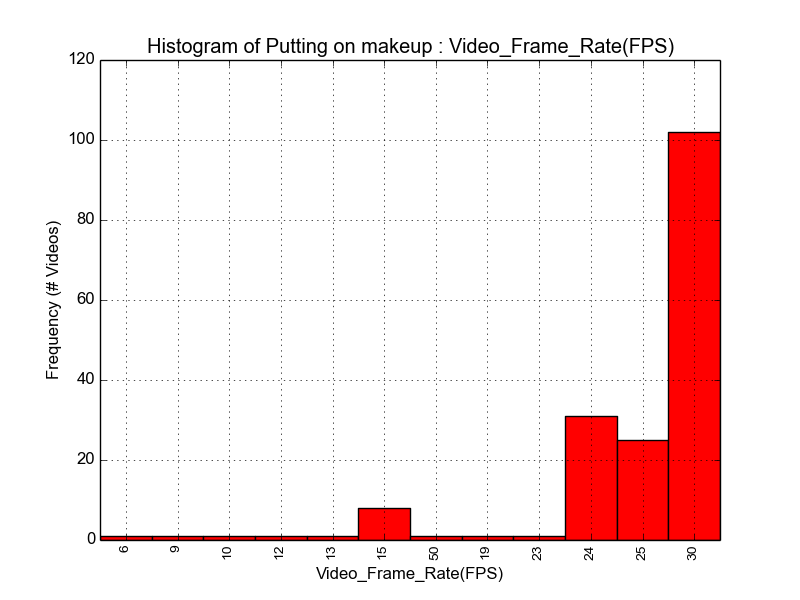 Histogram of Putting on makeup : Video_Frame_Rate(FPS)
120
100
80
60
40
20
0
Frequency (# Videos)
6 9 10 12 13 15 50 19 23 24 25 30
Video_Frame_Rate(FPS)